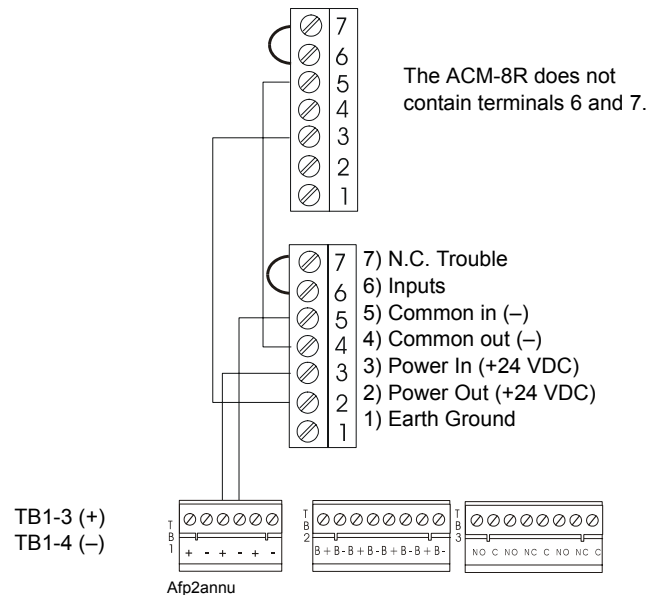 7
6
5
4
3
2
1
The ACM-8R does not
contain terminals 6 and 7.
7 7) N.C. Trouble
6 6) Inputs
5 5) Common in (–)
4 4) Common out (–)
3 3) Power In (+24 VDC)
2 2) Power Out (+24 VDC)
1 1) Earth Ground
TB1-3 (+)
TB1-4 (–)
T
B
1
+ - + - + -
T
B
2
B + B - B + B - B + B - B + B -
T
B
3
NO C NO NC C NO NC C
Afp2annu